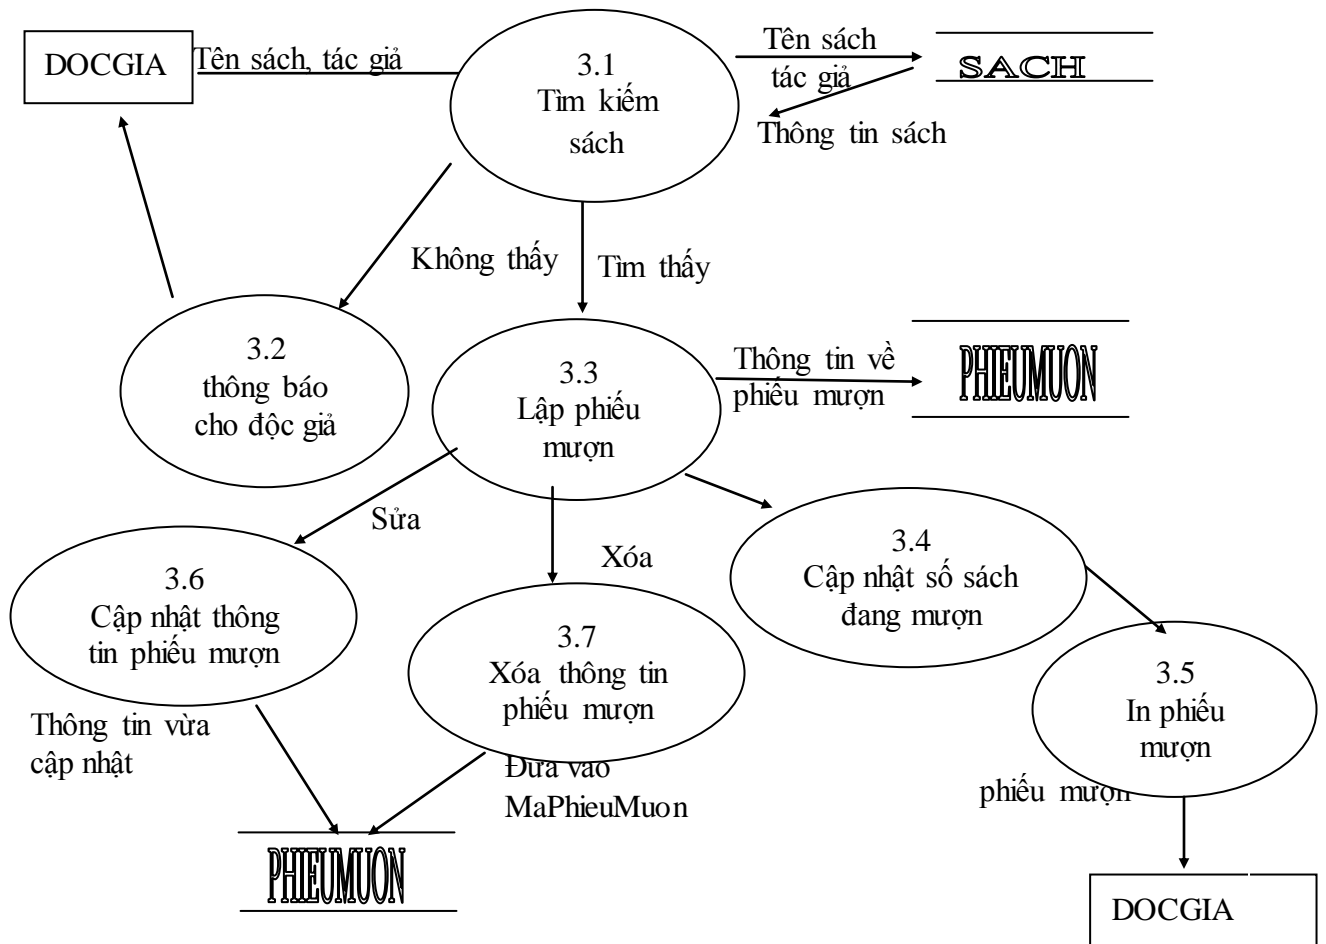 DOCGIA
Tên sách, tác giả
3.1
Tìm kiếm
sách
Tên sách
tác giả
SACH
Thông tin sách
Không thấy
Tìm thấy
3.2
thông báo
cho độc giả
3.3
Lập phiếu
mượn
Thông tin về
phiếu mượn
PHIEUMUON
Sửa
Xóa
3.4
Cập nhật số sách
đang mượn
3.6
Cập nhật thông
tin phiếu mượn
3.7
Xóa thông tin
phiếu mượn
3.5
In phiếu
mượn
Thông tin vừa
cập nhật
Đưa vào
MaPhieuMuon
phiếu mượn
PHIEUMUON
DOCGIA